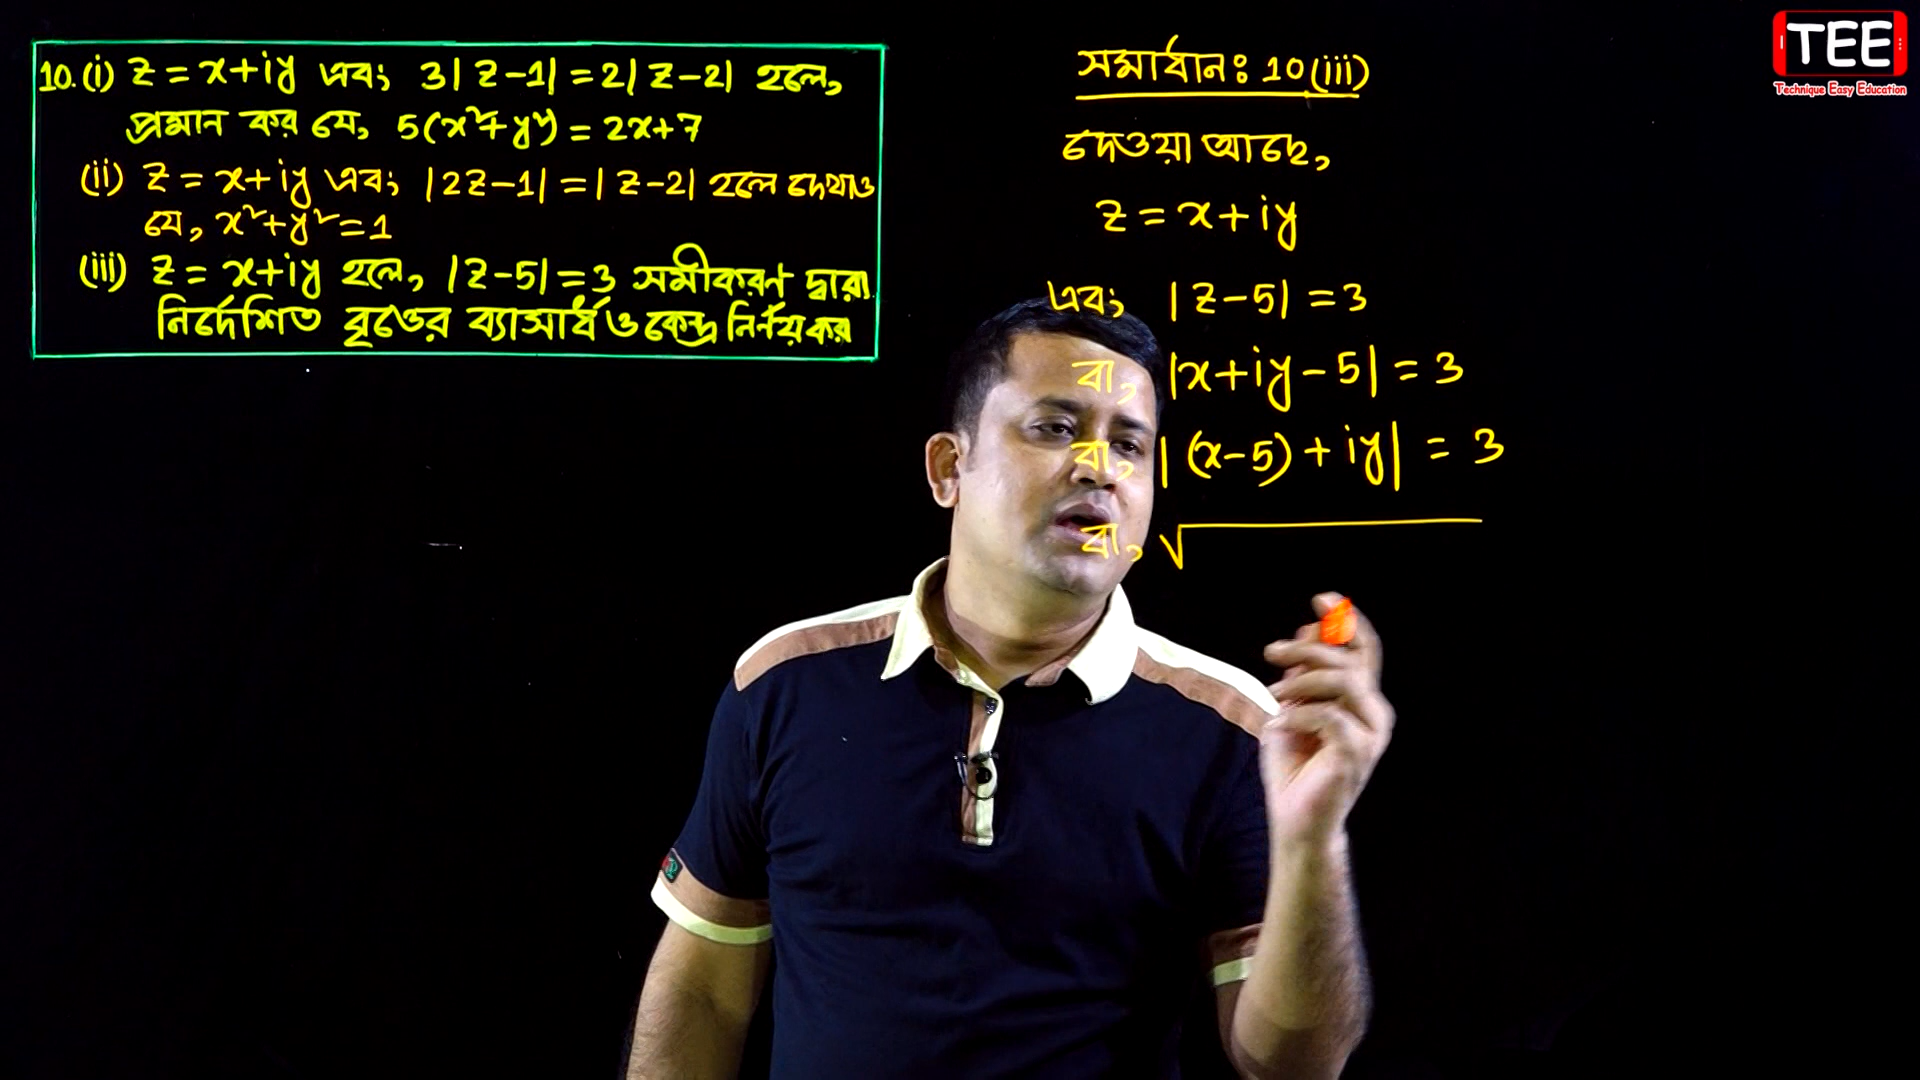 10.(i) z = x+iy এবং 3|z-1| = 2|z-2| হলে,
প্রমান কর যে, 5(x²+y²) = 2x+7
(ii) z = x+iy এবং |2z-1| = |z-2| হলে দেখাও
যে, x²+y²=1
(iii) z = x+iy হলে, |z-5| = 3 সমীকরণ দ্বারা
নির্দেশিত বৃত্তের ব্যাসার্ধ ও কেন্দ্র নির্ণয় কর
সমাধানঃ 10(iii)
দেওয়া আছে,
z = x+iy
এবং |z-5| = 3
বা, |x+iy-5| = 3
বা, |(x-5)+iy| = 3
বা, √
TEE
Technique Easy Education